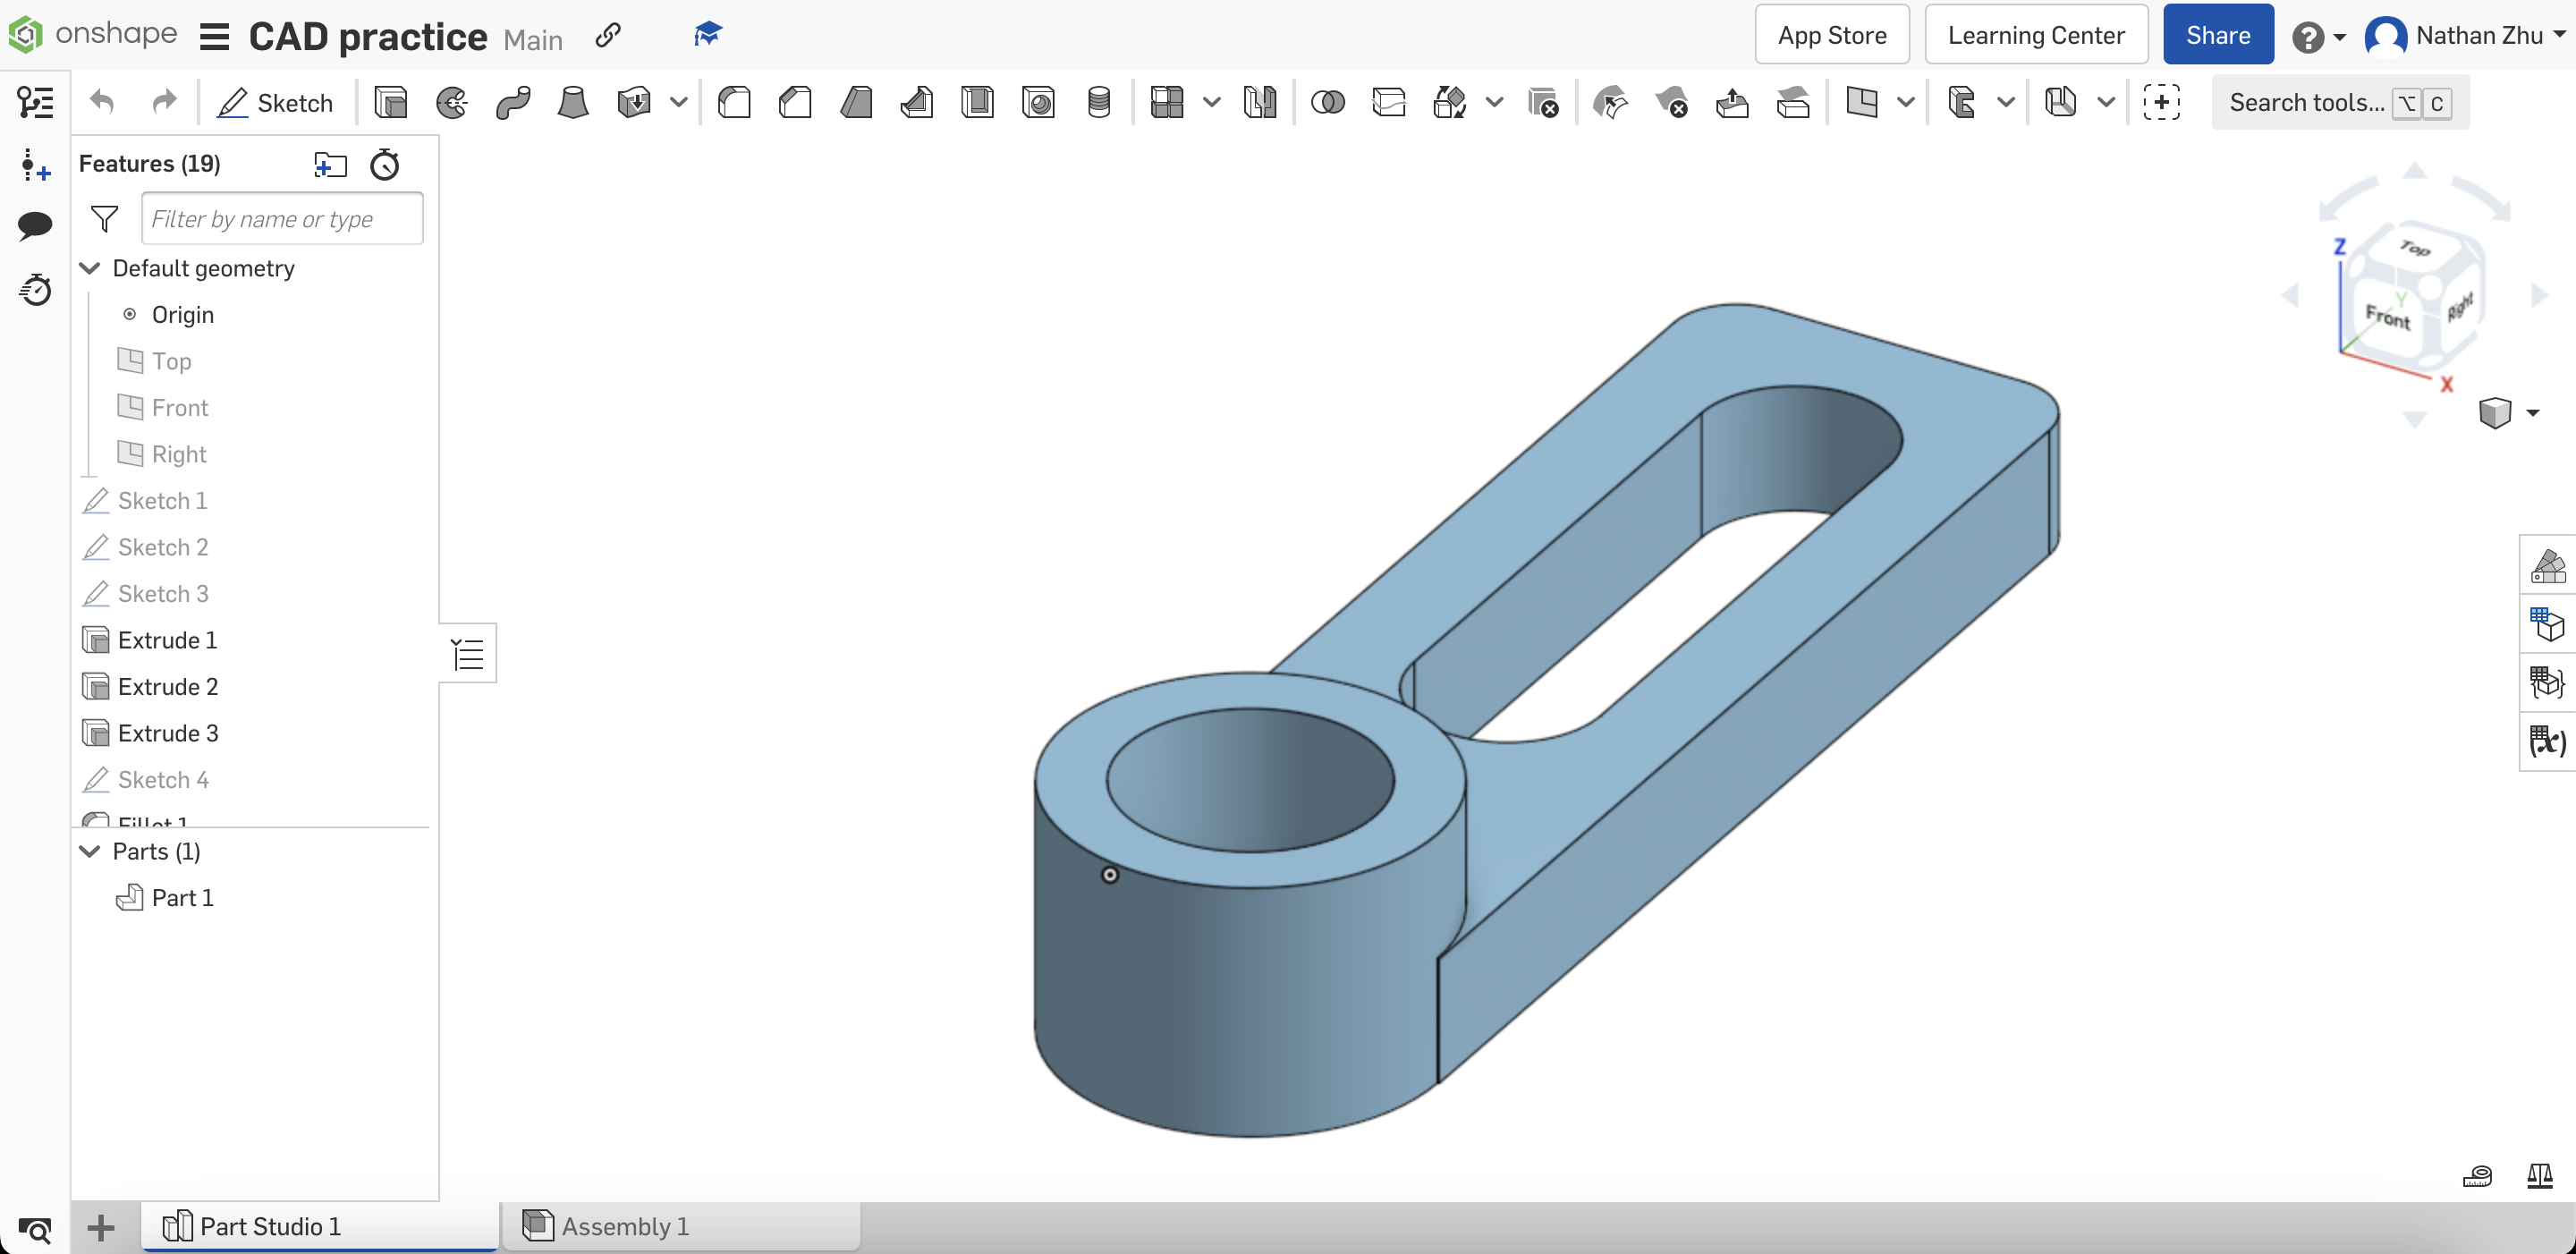 onshape CAD practice Main App Store Learning Center Share Nathan Zhu
Sketch Search tools... ⌥ C
Features (19)
Filter by name or type
Default geometry
Origin
Top
Front
Right
Sketch 1
Sketch 2
Sketch 3
Extrude 1
Extrude 2
Extrude 3
Sketch 4
Fillet 1
Parts (1)
Part 1
Top
Z
Y
Front
Right
X
(x)
Part Studio 1 Assembly 1